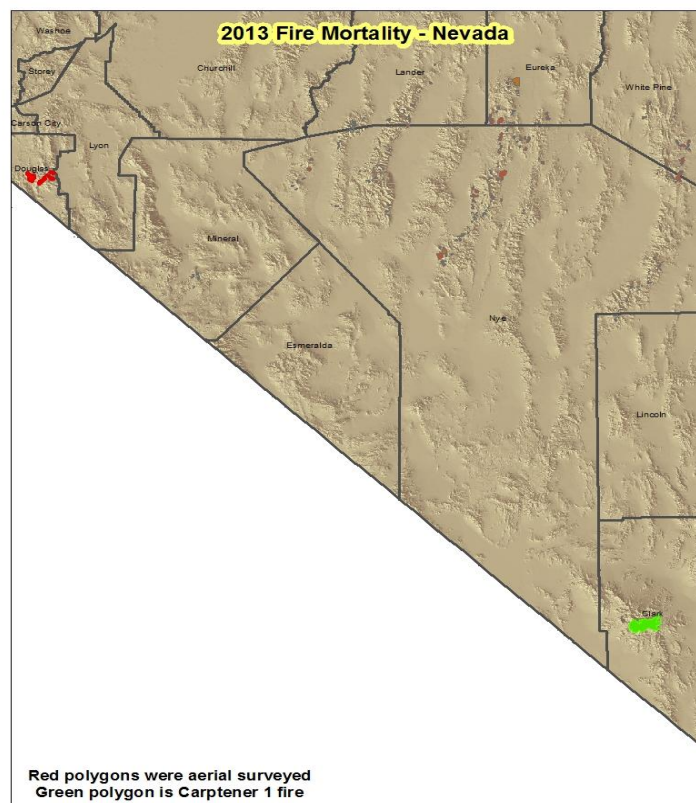 2013 Fire Mortality - Nevada
Washoe
Storey
Churchill
Lander
Eureka
White Pine
Carson City
Lyon
Douglas
Mineral
Nye
Esmeralda
Lincoln
Clark
Red polygons were aerial surveyed
Green polygon is Carptener 1 fire